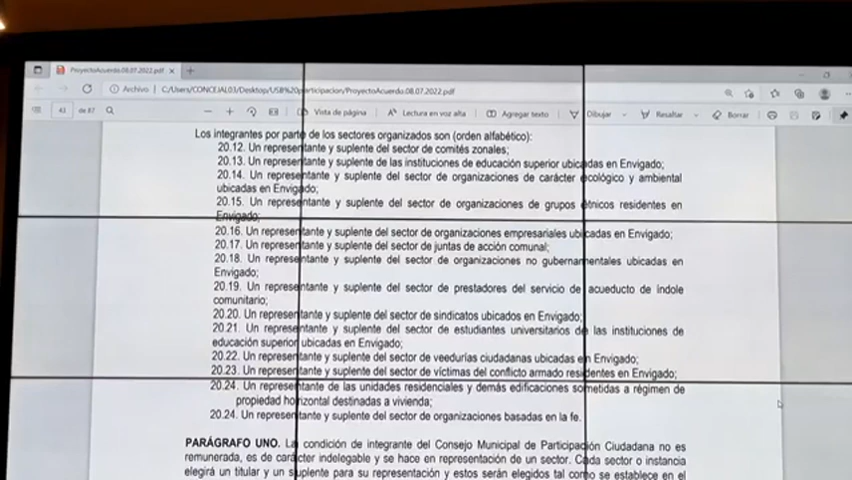 ProyectoAcuerdo.08.07.2022.pdf
Archivo | C:/Users/CONCEJAL03/Desktop/USB%20participacion/ProyectoAcuerdo.08.07.2022.pdf
43 de 87 Vista de página Lectura en voz alta Agregar texto Dibujar Resaltar Borrar
Los integrantes por parte de los sectores organizados son (orden alfabético):
20.12. Un representante y suplente del sector de comités zonales;
20.13. Un representante y suplente de las instituciones de educación superior ubicadas en Envigado;
20.14. Un representante y suplente del sector de organizaciones de carácter ecológico y ambiental
ubicadas en Envigado;
20.15. Un representante y suplente del sector de organizaciones de grupos étnicos residentes en
Envigado;
20.16. Un representante y suplente del sector de organizaciones empresariales ubicadas en Envigado;
20.17. Un representante y suplente del sector de juntas de acción comunal;
20.18. Un representante y suplente del sector de organizaciones no gubernamentales ubicadas en
Envigado;
20.19. Un representante y suplente del sector de prestadores del servicio de acueducto de índole
comunitario;
20.20. Un representante y suplente del sector de sindicatos ubicados en Envigado;
20.21. Un representante y suplente del sector de estudiantes universitarios de las instituciones de
educación superior ubicadas en Envigado;
20.22. Un representante y suplente del sector de veedurías ciudadanas ubicadas en Envigado;
20.23. Un representante y suplente del sector de víctimas del conflicto armado residentes en Envigado;
20.24. Un representante de las unidades residenciales y demás edificaciones sometidas a régimen de
propiedad horizontal destinadas a vivienda;
20.24. Un representante y suplente del sector de organizaciones basadas en la fe.
PARÁGRAFO UNO. La condición de integrante del Consejo Municipal de Participación Ciudadana no es
remunerada, es de carácter indelegable y se hace en representación de un sector. Cada sector o instancia
elegirá un titular y un suplente para su representación y estos serán elegidos tal como se establece en el